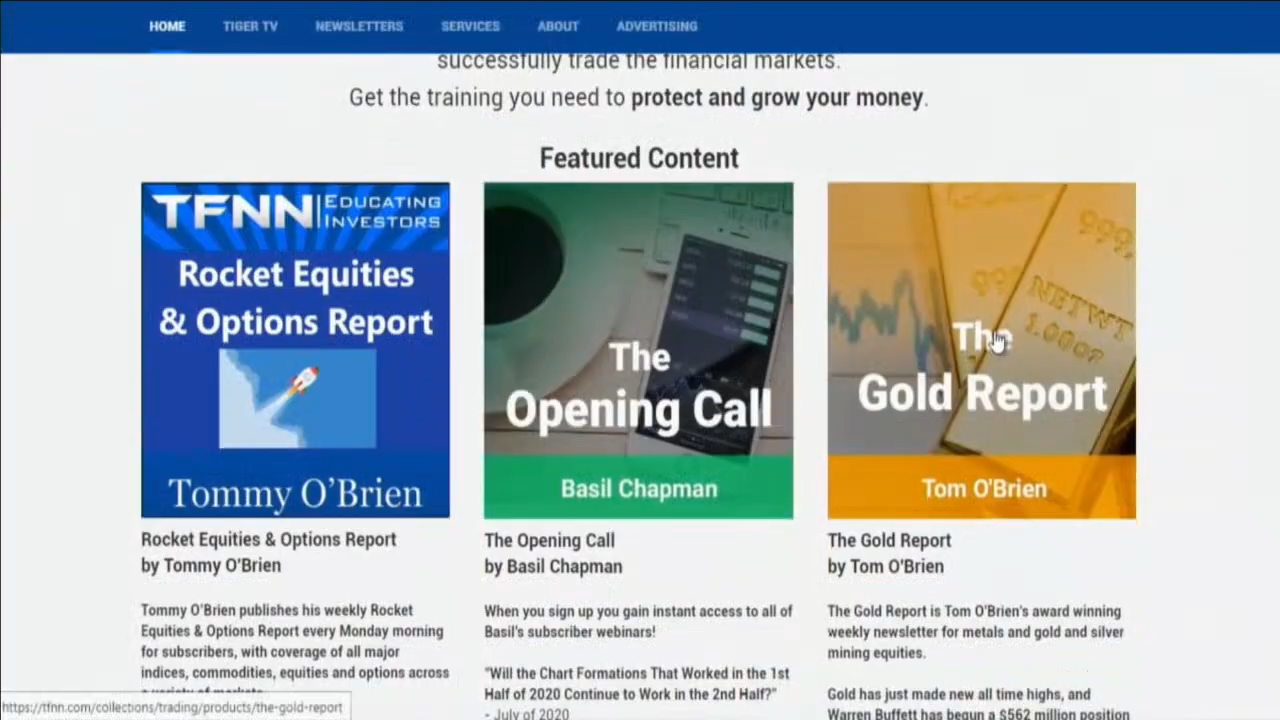 HOME TIGER TV NEWSLETTERS SERVICES ABOUT ADVERTISING
successfully trade the financial markets.
Get the training you need to protect and grow your money.
Featured Content
TFNN EDUCATING INVESTORS
Rocket Equities
& Options Report
Tommy O'Brien
The
Opening Call
Basil Chapman
999.
NETWT
The
Gold Report
Tom O'Brien
Rocket Equities & Options Report
by Tommy O'Brien
Tommy O'Brien publishes his weekly Rocket
Equities & Options Report every Monday morning
for subscribers, with coverage of all major
indices, commodities, equities and options across
a variety of markets.
The Opening Call
by Basil Chapman
When you sign up you gain instant access to all of
Basil's subscriber webinars!
"Will the Chart Formations That Worked in the 1st
Half of 2020 Continue to Work in the 2nd Half?"
- July of 2020
The Gold Report
by Tom O'Brien
The Gold Report is Tom O'Brien's award winning
weekly newsletter for metals and gold and silver
mining equities.
Gold has just made new all time highs, and
Warren Buffett has begun a $562 million position
https://tfnn.com/collections/trading/products/the-gold-report